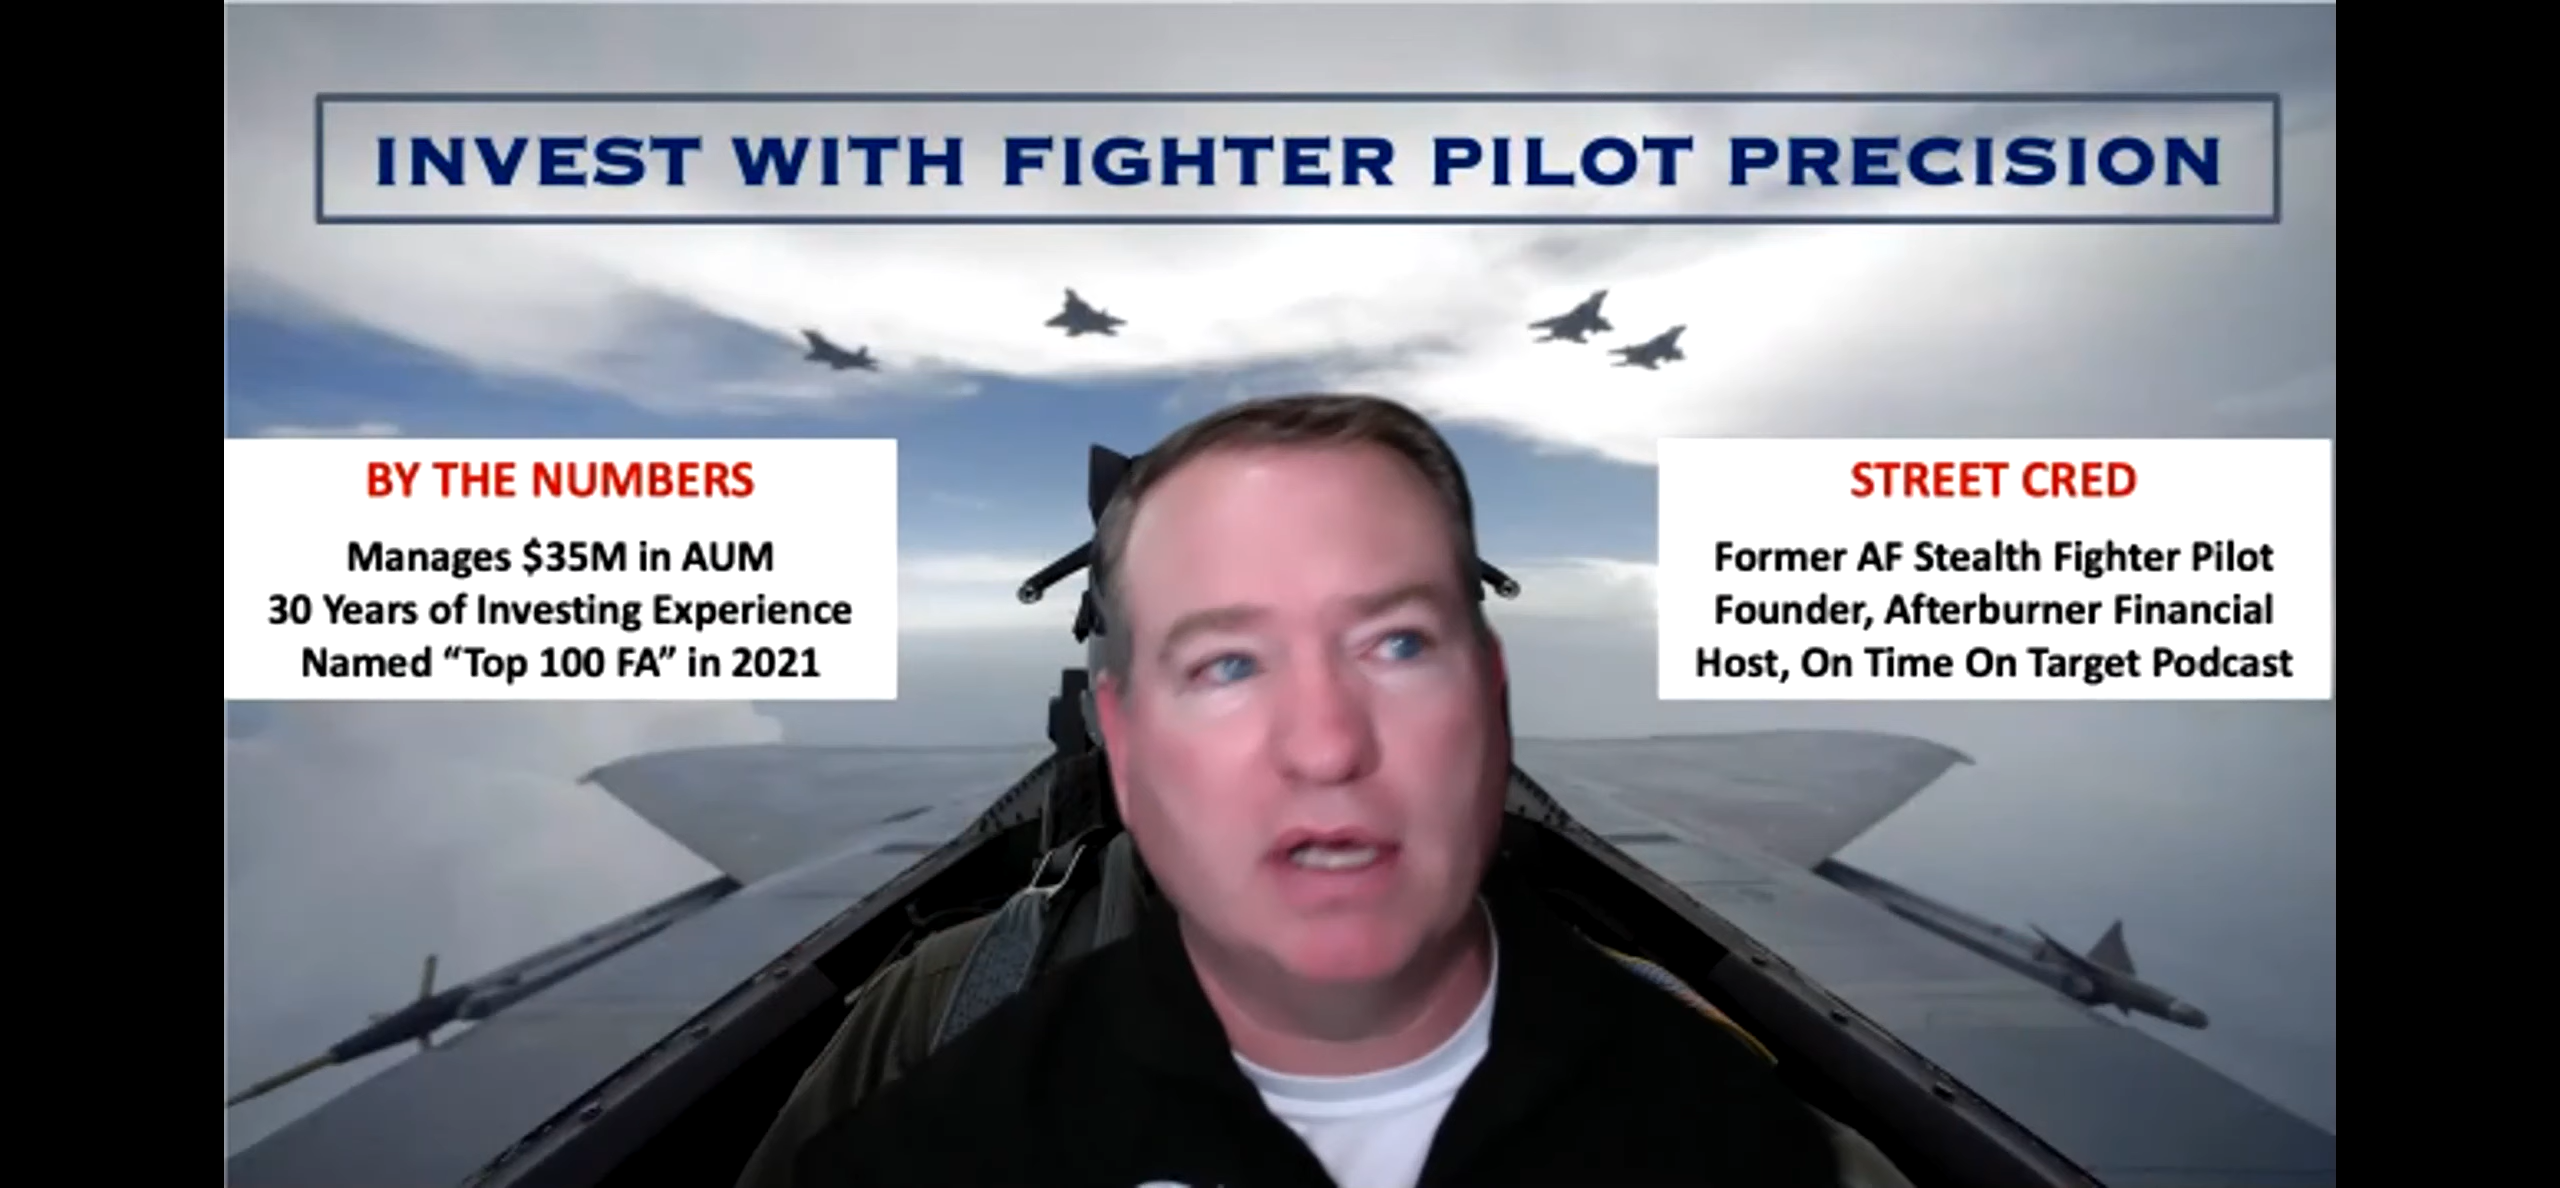 INVEST WITH FIGHTER PILOT PRECISION
BY THE NUMBERS
Manages $35M in AUM
30 Years of Investing Experience
Named “Top 100 FA” in 2021
STREET CRED
Former AF Stealth Fighter Pilot
Founder, Afterburner Financial
Host, On Time On Target Podcast